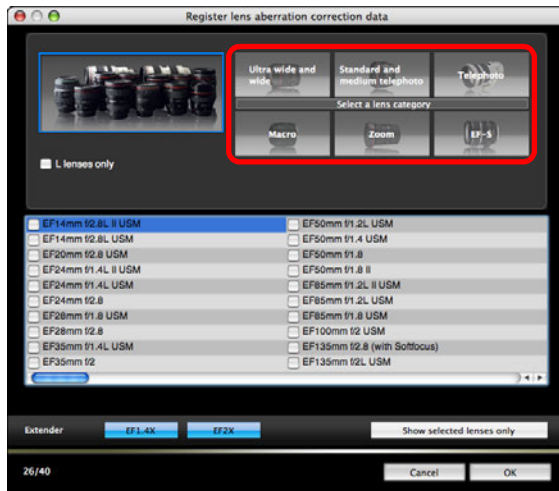 Register lens aberration correction data
Ultra wide and wide
Standard and medium telephoto
Telephoto
Select a lens category
Macro
Zoom
EF-S
L lenses only
EF14mm f/2.8L II USM
EF14mm f/2.8L USM
EF20mm f/2.8 USM
EF24mm f/1.4L II USM
EF24mm f/1.4L USM
EF24mm f/2.8
EF28mm f/1.8 USM
EF28mm f/2.8
EF35mm f/1.4L USM
EF35mm f/2
EF50mm f/1.2L USM
EF50mm f/1.4 USM
EF50mm f/1.8
EF50mm f/1.8 II
EF85mm f/1.2L II USM
EF85mm f/1.2L USM
EF85mm f/1.8 USM
EF100mm f/2 USM
EF135mm f/2.8 (with Softfocus)
EF135mm f/2L USM
Extender
EF1.4X
EF2X
Show selected lenses only
26/40
Cancel
OK